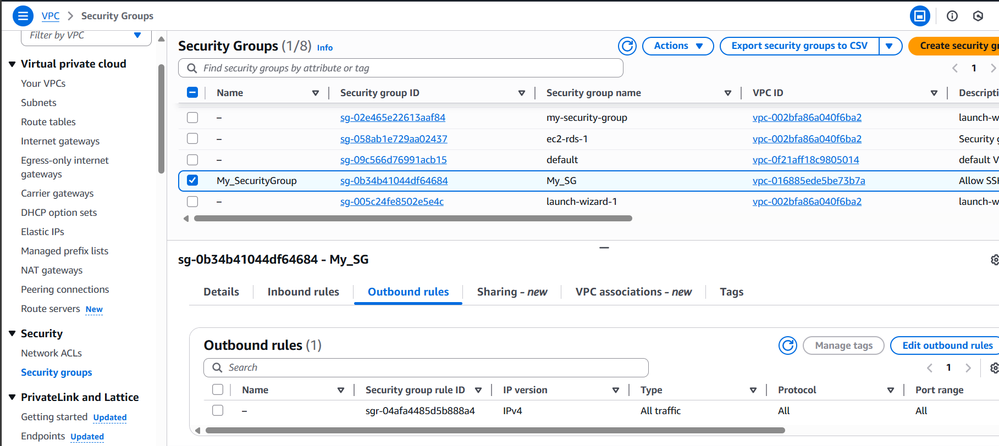 VPC > Security Groups
Filter by VPC
Virtual private cloud
Your VPCs
Subnets
Route tables
Internet gateways
Egress-only internet
gateways
Carrier gateways
DHCP option sets
Elastic IPs
Managed prefix lists
NAT gateways
Peering connections
Route servers New
Security
Network ACLs
Security groups
PrivateLink and Lattice
Getting started Updated
Endpoints Updated
Security Groups (1/8) Info
Actions
Export security groups to CSV
Create security gr
Find security groups by attribute or tag
1
Name Security group ID Security group name VPC ID Descripti
– sg-02e465e22613aaf84 my-security-group vpc-002bfa86a040f6ba2 launch-w
– sg-058ab1e729aa02437 ec2-rds-1 vpc-002bfa86a040f6ba2 Security g
– sg-09c566d76991acb15 default vpc-0f21aff18c9805014 default V
My_SecurityGroup sg-0b34b41044df64684 My_SG vpc-016885ede5be73b7a Allow SSH
– sg-005c24fe8502e5e4c launch-wizard-1 vpc-002bfa86a040f6ba2 launch-w
sg-0b34b41044df64684 - My_SG
Details Inbound rules Outbound rules Sharing - new VPC associations - new Tags
Outbound rules (1)
Manage tags
Edit outbound rules
Search
1
Name Security group rule ID IP version Type Protocol Port range
– sgr-04afa4485d5b888a4 IPv4 All traffic All All